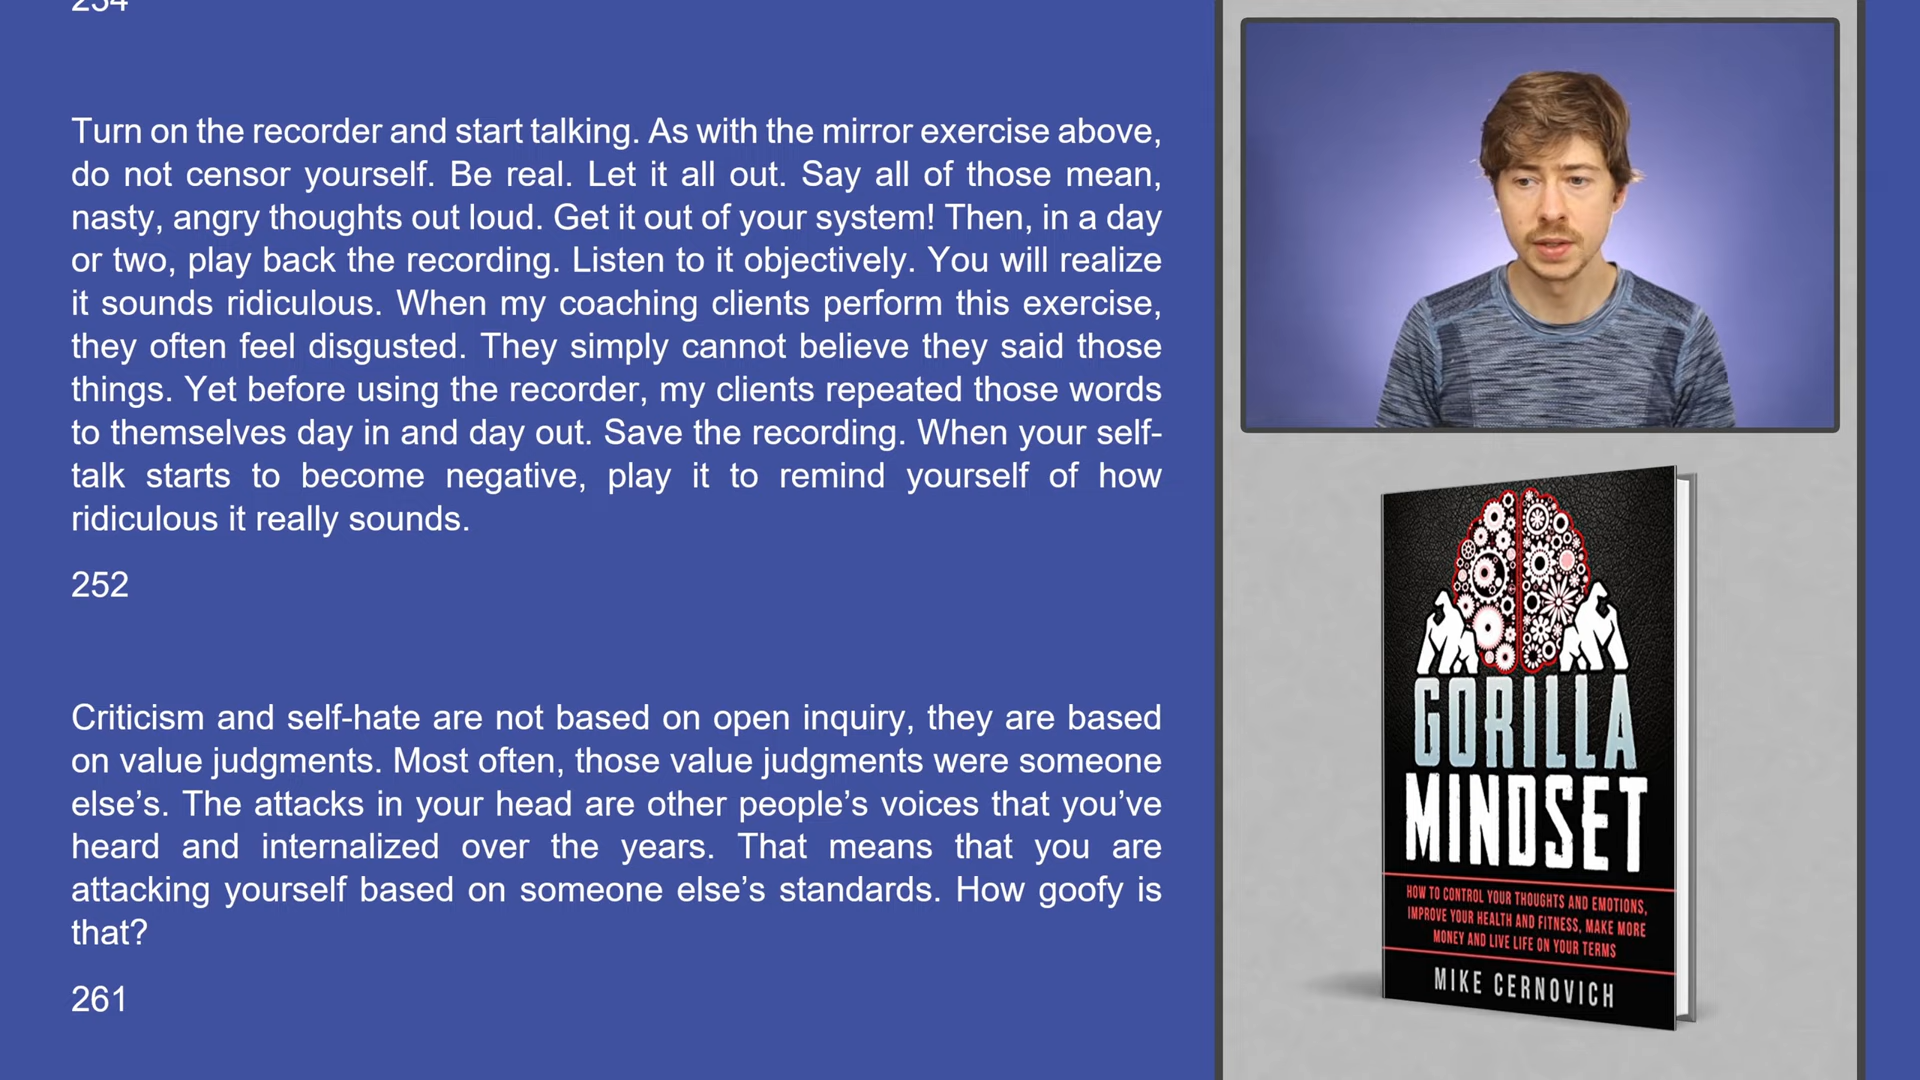 234
Turn on the recorder and start talking. As with the mirror exercise above,
do not censor yourself. Be real. Let it all out. Say all of those mean,
nasty, angry thoughts out loud. Get it out of your system! Then, in a day
or two, play back the recording. Listen to it objectively. You will realize
it sounds ridiculous. When my coaching clients perform this exercise,
they often feel disgusted. They simply cannot believe they said those
things. Yet before using the recorder, my clients repeated those words
to themselves day in and day out. Save the recording. When your self-
talk starts to become negative, play it to remind yourself of how
ridiculous it really sounds.
252
Criticism and self-hate are not based on open inquiry, they are based
on value judgments. Most often, those value judgments were someone
else’s. The attacks in your head are other people’s voices that you’ve
heard and internalized over the years. That means that you are
attacking yourself based on someone else’s standards. How goofy is
that?
261
GORILLA
MINDSET
HOW TO CONTROL YOUR THOUGHTS AND EMOTIONS,
IMPROVE YOUR HEALTH AND FITNESS, MAKE MORE
MONEY AND LIVE LIFE ON YOUR TERMS
MIKE CERNOVICH